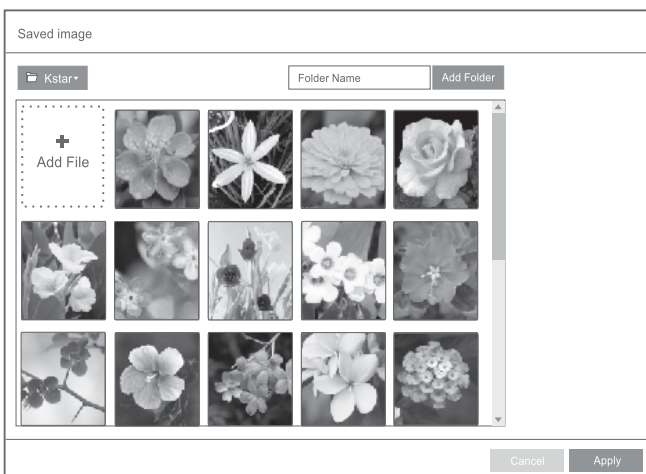 Saved image
Kstar
Folder Name
Add Folder
+
Add File
Cancel
Apply